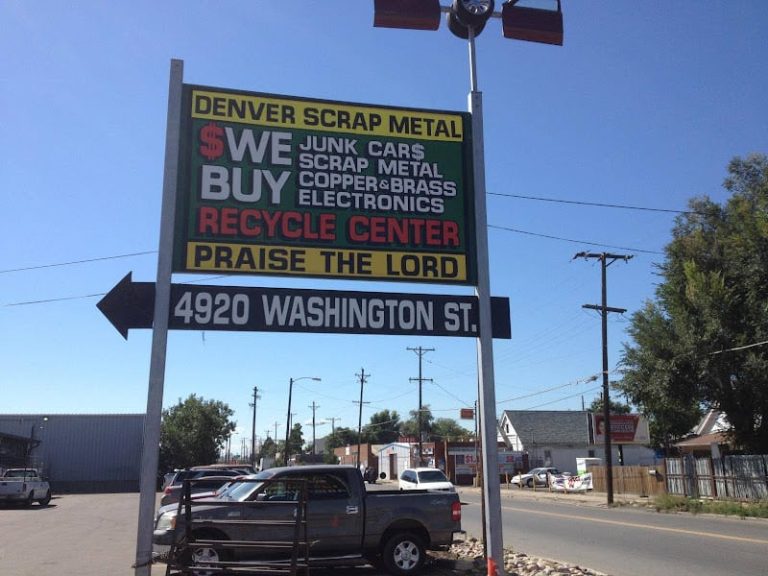 DENVER SCRAP METAL
$WE BUY
JUNK CAR$
SCRAP METAL
COPPER & BRASS
ELECTRONICS
RECYCLE CENTER
PRAISE THE LORD
4920 WASHINGTON ST.